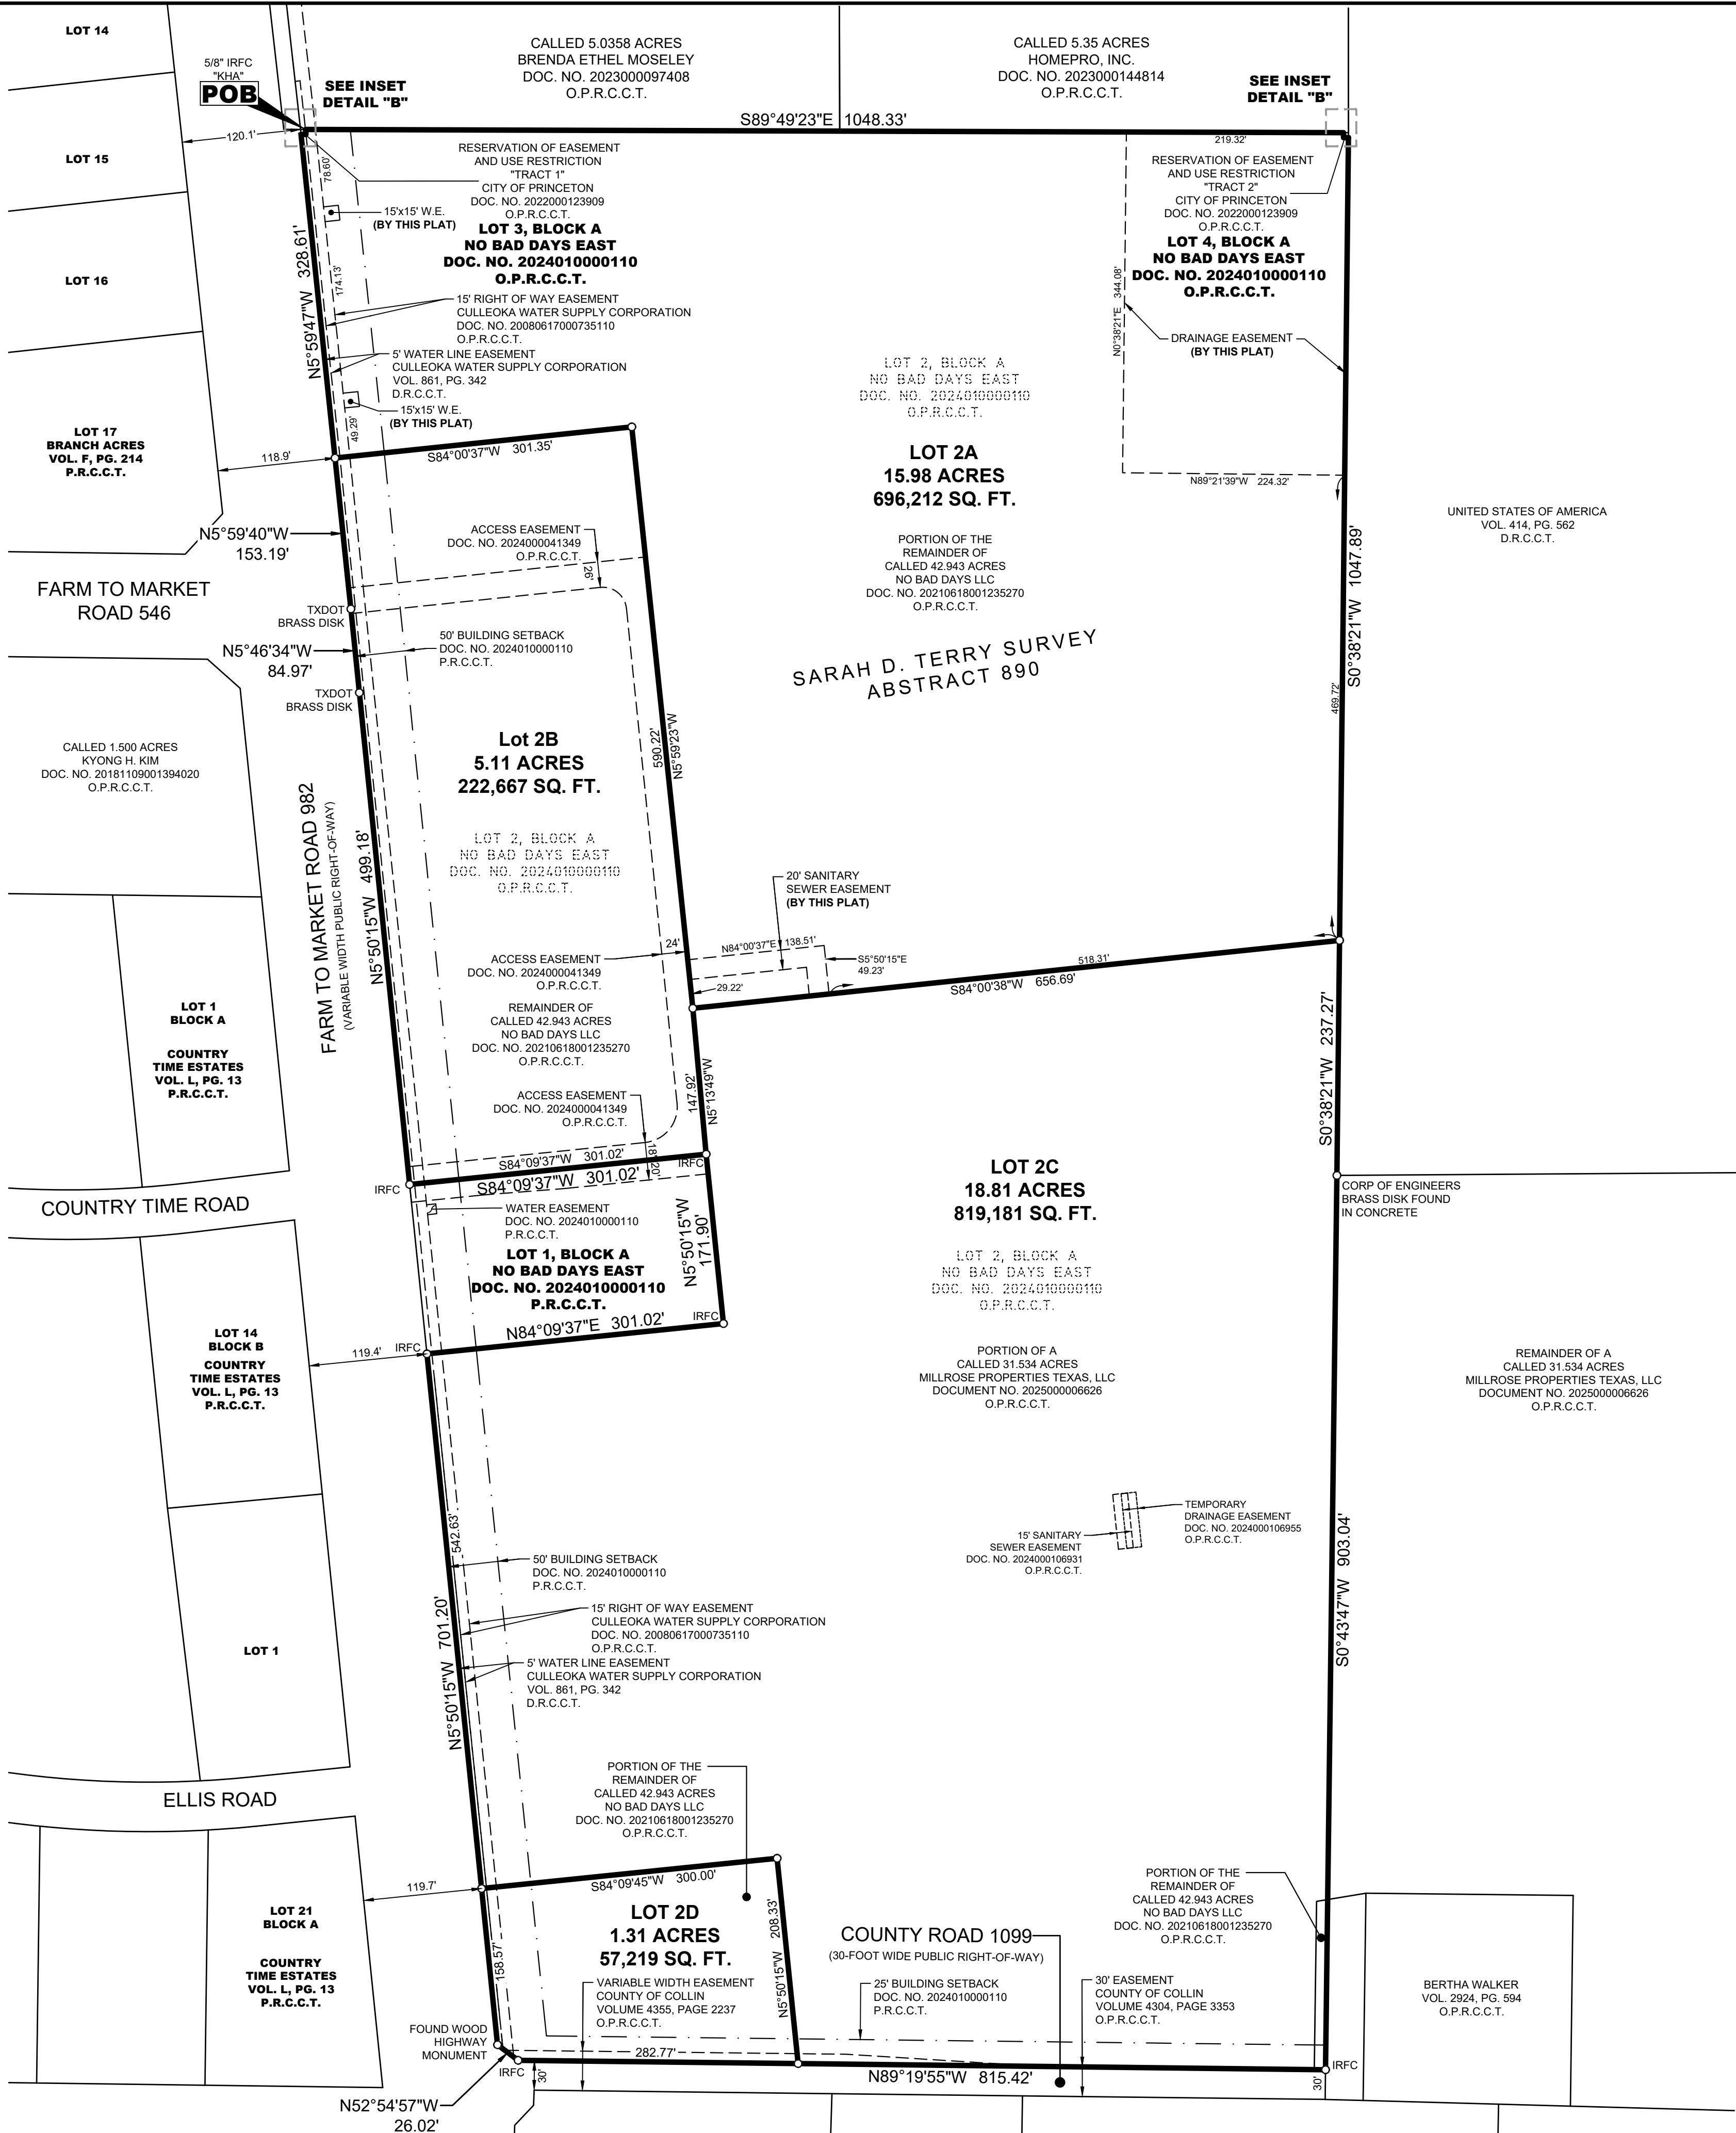 LOT 14
5/8" IRFC
"KHA"
POB
SEE INSET
DETAIL "B"
CALLED 5.0358 ACRES
BRENDA ETHEL MOSELEY
DOC. NO. 2023000097408
O.P.R.C.C.T.
CALLED 5.35 ACRES
HOMEPRO, INC.
DOC. NO. 2023000144814
O.P.R.C.C.T.
SEE INSET
DETAIL "B"
S89°49'23"E 1048.33'
120.1'
LOT 15
78.60'
RESERVATION OF EASEMENT
AND USE RESTRICTION
"TRACT 1"
CITY OF PRINCETON
DOC. NO. 2022000123909
O.P.R.C.C.T.
LOT 3, BLOCK A
NO BAD DAYS EAST
DOC. NO. 2024010000110
O.P.R.C.C.T.
219.32'
RESERVATION OF EASEMENT
AND USE RESTRICTION
"TRACT 2"
CITY OF PRINCETON
DOC. NO. 2022000123909
O.P.R.C.C.T.
LOT 4, BLOCK A
NO BAD DAYS EAST
DOC. NO. 2024010000110
O.P.R.C.C.T.
15'x15' W.E.
(BY THIS PLAT)
LOT 16
N5°59'47"W 328.61'
174.13'
15' RIGHT OF WAY EASEMENT
CULLEOKA WATER SUPPLY CORPORATION
DOC. NO. 20080617000735110
O.P.R.C.C.T.
5' WATER LINE EASEMENT
CULLEOKA WATER SUPPLY CORPORATION
VOL. 861, PG. 342
D.R.C.C.T.
N0°38'21"E 344.08'
DRAINAGE EASEMENT
(BY THIS PLAT)
15'x15' W.E.
(BY THIS PLAT)
49.29'
LOT 2, BLOCK A
NO BAD DAYS EAST
DOC. NO. 2024010000110
O.P.R.C.C.T.
LOT 17
BRANCH ACRES
VOL. F, PG. 214
P.R.C.C.T.
118.9'
S84°00'37"W 301.35'
LOT 2A
15.98 ACRES
696,212 SQ. FT.
N89°21'39"W 224.32'
N5°59'40"W
153.19'
ACCESS EASEMENT
DOC. NO. 2024000041349
O.P.R.C.C.T.
26'
PORTION OF THE
REMAINDER OF
CALLED 42.943 ACRES
NO BAD DAYS LLC
DOC. NO. 20210618001235270
O.P.R.C.C.T.
UNITED STATES OF AMERICA
VOL. 414, PG. 562
D.R.C.C.T.
S0°38'21"W 1047.89'
FARM TO MARKET
ROAD 546
TXDOT
BRASS DISK
N5°46'34"W
84.97'
50' BUILDING SETBACK
DOC. NO. 2024010000110
P.R.C.C.T.
SARAH D. TERRY SURVEY
ABSTRACT 890
TXDOT
BRASS DISK
469.72'
CALLED 1.500 ACRES
KYONG H. KIM
DOC. NO. 20181109001394020
O.P.R.C.C.T.
Lot 2B
5.11 ACRES
222,667 SQ. FT.
590.22'
N5°59'23"W
FARM TO MARKET ROAD 982
(VARIABLE WIDTH PUBLIC RIGHT-OF-WAY)
N5°50'15"W 499.18'
LOT 2, BLOCK A
NO BAD DAYS EAST
DOC. NO. 2024010000110
O.P.R.C.C.T.
20' SANITARY
SEWER EASEMENT
(BY THIS PLAT)
24'
N84°00'37"E 138.51'
S5°50'15"E
49.23'
518.31'
ACCESS EASEMENT
DOC. NO. 2024000041349
O.P.R.C.C.T.
29.22'
S84°00'38"W 656.69'
LOT 1
BLOCK A
COUNTRY
TIME ESTATES
VOL. L, PG. 13
P.R.C.C.T.
REMAINDER OF
CALLED 42.943 ACRES
NO BAD DAYS LLC
DOC. NO. 20210618001235270
O.P.R.C.C.T.
S0°38'21"W 237.27'
ACCESS EASEMENT
DOC. NO. 2024000041349
O.P.R.C.C.T.
147.92'
N5°13'49"W
S84°09'37"W 301.02'
18'
20'
IRFC
IRFC
S84°09'37"W 301.02'
LOT 2C
18.81 ACRES
819,181 SQ. FT.
CORP OF ENGINEERS
BRASS DISK FOUND
IN CONCRETE
COUNTRY TIME ROAD
WATER EASEMENT
DOC. NO. 2024010000110
P.R.C.C.T.
N5°50'15"W
171.90'
LOT 1, BLOCK A
NO BAD DAYS EAST
DOC. NO. 2024010000110
P.R.C.C.T.
LOT 2, BLOCK A
NO BAD DAYS EAST
DOC. NO. 2024010000110
O.P.R.C.C.T.
N84°09'37"E 301.02'
IRFC
IRFC
119.4'
LOT 14
BLOCK B
COUNTRY
TIME ESTATES
VOL. L, PG. 13
P.R.C.C.T.
PORTION OF A
CALLED 31.534 ACRES
MILLROSE PROPERTIES TEXAS, LLC
DOCUMENT NO. 2025000006626
O.P.R.C.C.T.
REMAINDER OF A
CALLED 31.534 ACRES
MILLROSE PROPERTIES TEXAS, LLC
DOCUMENT NO. 2025000006626
O.P.R.C.C.T.
542.63'
TEMPORARY
DRAINAGE EASEMENT
DOC. NO. 2024000106955
O.P.R.C.C.T.
15' SANITARY
SEWER EASEMENT
DOC. NO. 2024000106931
O.P.R.C.C.T.
S0°43'47"W 903.04'
50' BUILDING SETBACK
DOC. NO. 2024010000110
P.R.C.C.T.
N5°50'15"W 701.20'
15' RIGHT OF WAY EASEMENT
CULLEOKA WATER SUPPLY CORPORATION
DOC. NO. 20080617000735110
O.P.R.C.C.T.
LOT 1
5' WATER LINE EASEMENT
CULLEOKA WATER SUPPLY CORPORATION
VOL. 861, PG. 342
D.R.C.C.T.
ELLIS ROAD
PORTION OF THE
REMAINDER OF
CALLED 42.943 ACRES
NO BAD DAYS LLC
DOC. NO. 20210618001235270
O.P.R.C.C.T.
119.7'
S84°09'45"W 300.00'
LOT 21
BLOCK A
COUNTRY
TIME ESTATES
VOL. L, PG. 13
P.R.C.C.T.
LOT 2D
1.31 ACRES
57,219 SQ. FT.
N5°50'15"W 208.33'
COUNTY ROAD 1099
(30-FOOT WIDE PUBLIC RIGHT-OF-WAY)
PORTION OF THE
REMAINDER OF
CALLED 42.943 ACRES
NO BAD DAYS LLC
DOC. NO. 20210618001235270
O.P.R.C.C.T.
158.57'
VARIABLE WIDTH EASEMENT
COUNTY OF COLLIN
VOLUME 4355, PAGE 2237
O.P.R.C.C.T.
25' BUILDING SETBACK
DOC. NO. 2024010000110
P.R.C.C.T.
30' EASEMENT
COUNTY OF COLLIN
VOLUME 4304, PAGE 3353
O.P.R.C.C.T.
BERTHA WALKER
VOL. 2924, PG. 594
O.P.R.C.C.T.
FOUND WOOD
HIGHWAY
MONUMENT
282.77'
IRFC
30'
N89°19'55"W 815.42'
IRFC
30'
N52°54'57"W
26.02'